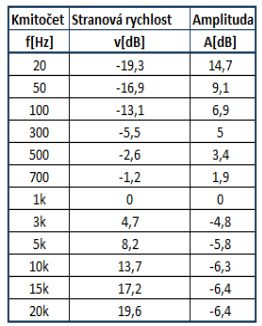 Kmitočet Stranová rychlost Amplituda
f[Hz] v[dB] A[dB]
20 -19,3 14,7
50 -16,9 9,1
100 -13,1 6,9
300 -5,5 5
500 -2,6 3,4
700 -1,2 1,9
1k 0 0
3k 4,7 -4,8
5k 8,2 -5,8
10k 13,7 -6,3
15k 17,2 -6,4
20k 19,6 -6,4